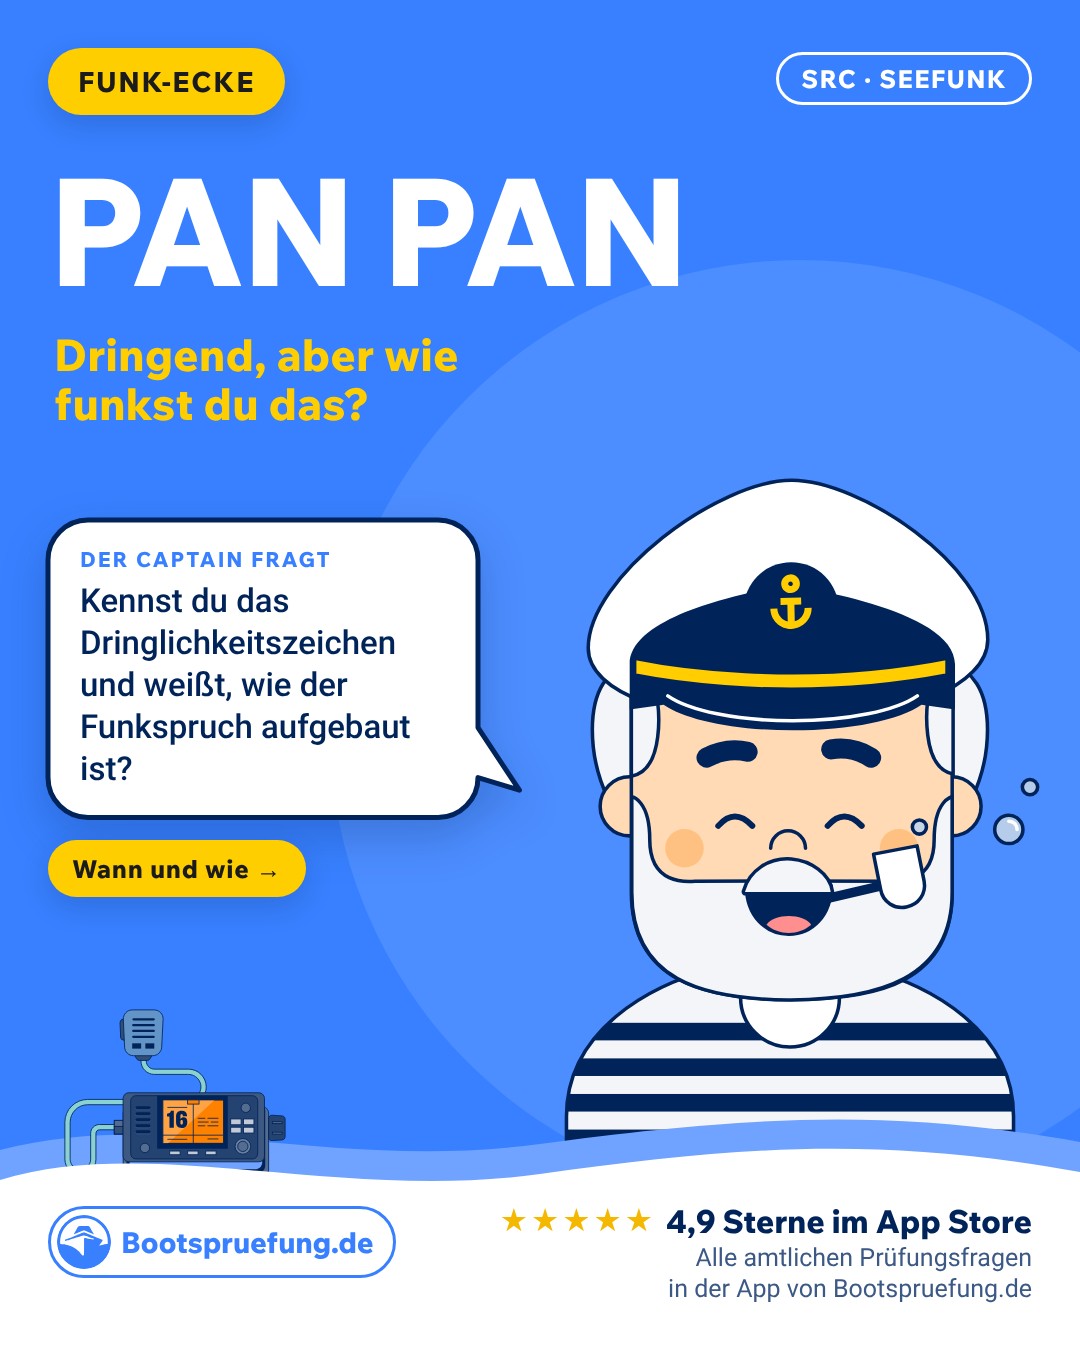 FUNK-ECKE
SRC · SEEFUNK
PAN PAN
Dringend, aber wie
funkst du das?
DER CAPTAIN FRAGT
Kennst du das
Dringlichkeitszeichen
und weißt, wie der
Funkspruch aufgebaut
ist?
Wann und wie →
16
Bootspruefung.de
★★★★★ 4,9 Sterne im App Store
Alle amtlichen Prüfungsfragen
in der App von Bootspruefung.de